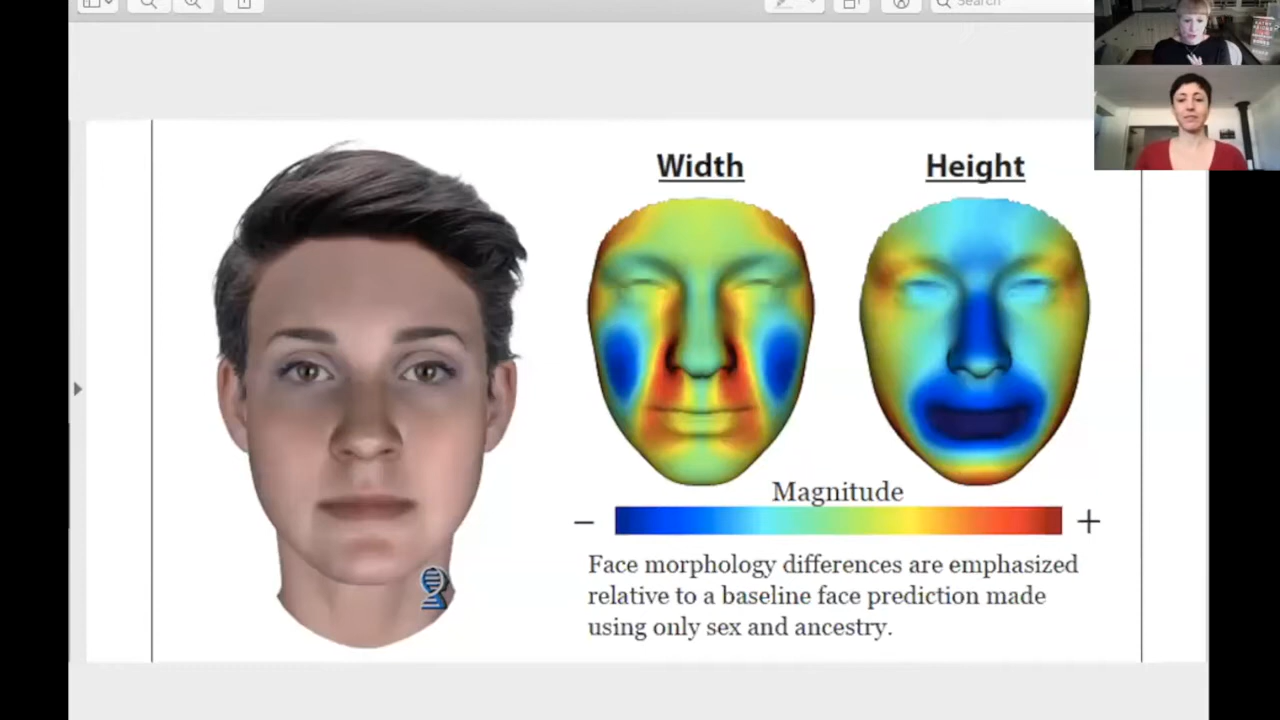 Search
Width
Height
Magnitude
− +
Face morphology differences are emphasized
relative to a baseline face prediction made
using only sex and ancestry.